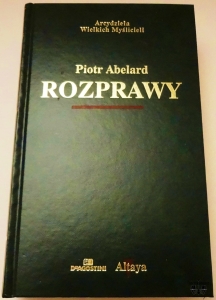 Arcydzieła
Wielkich Myślicieli
Piotr Abelard
ROZPRAWY
DeAGOSTINI Altaya